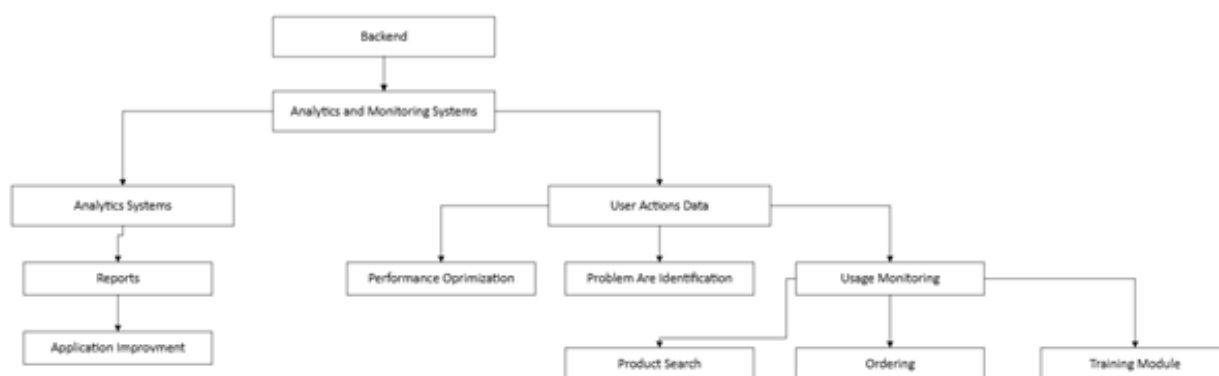 Backend
Analytics and Monitoring Systems
Analytics Systems
User Actions Data
Reports
Performance Oprimization
Problem Are Identification
Usage Monitoring
Application Improvment
Product Search
Ordering
Training Module